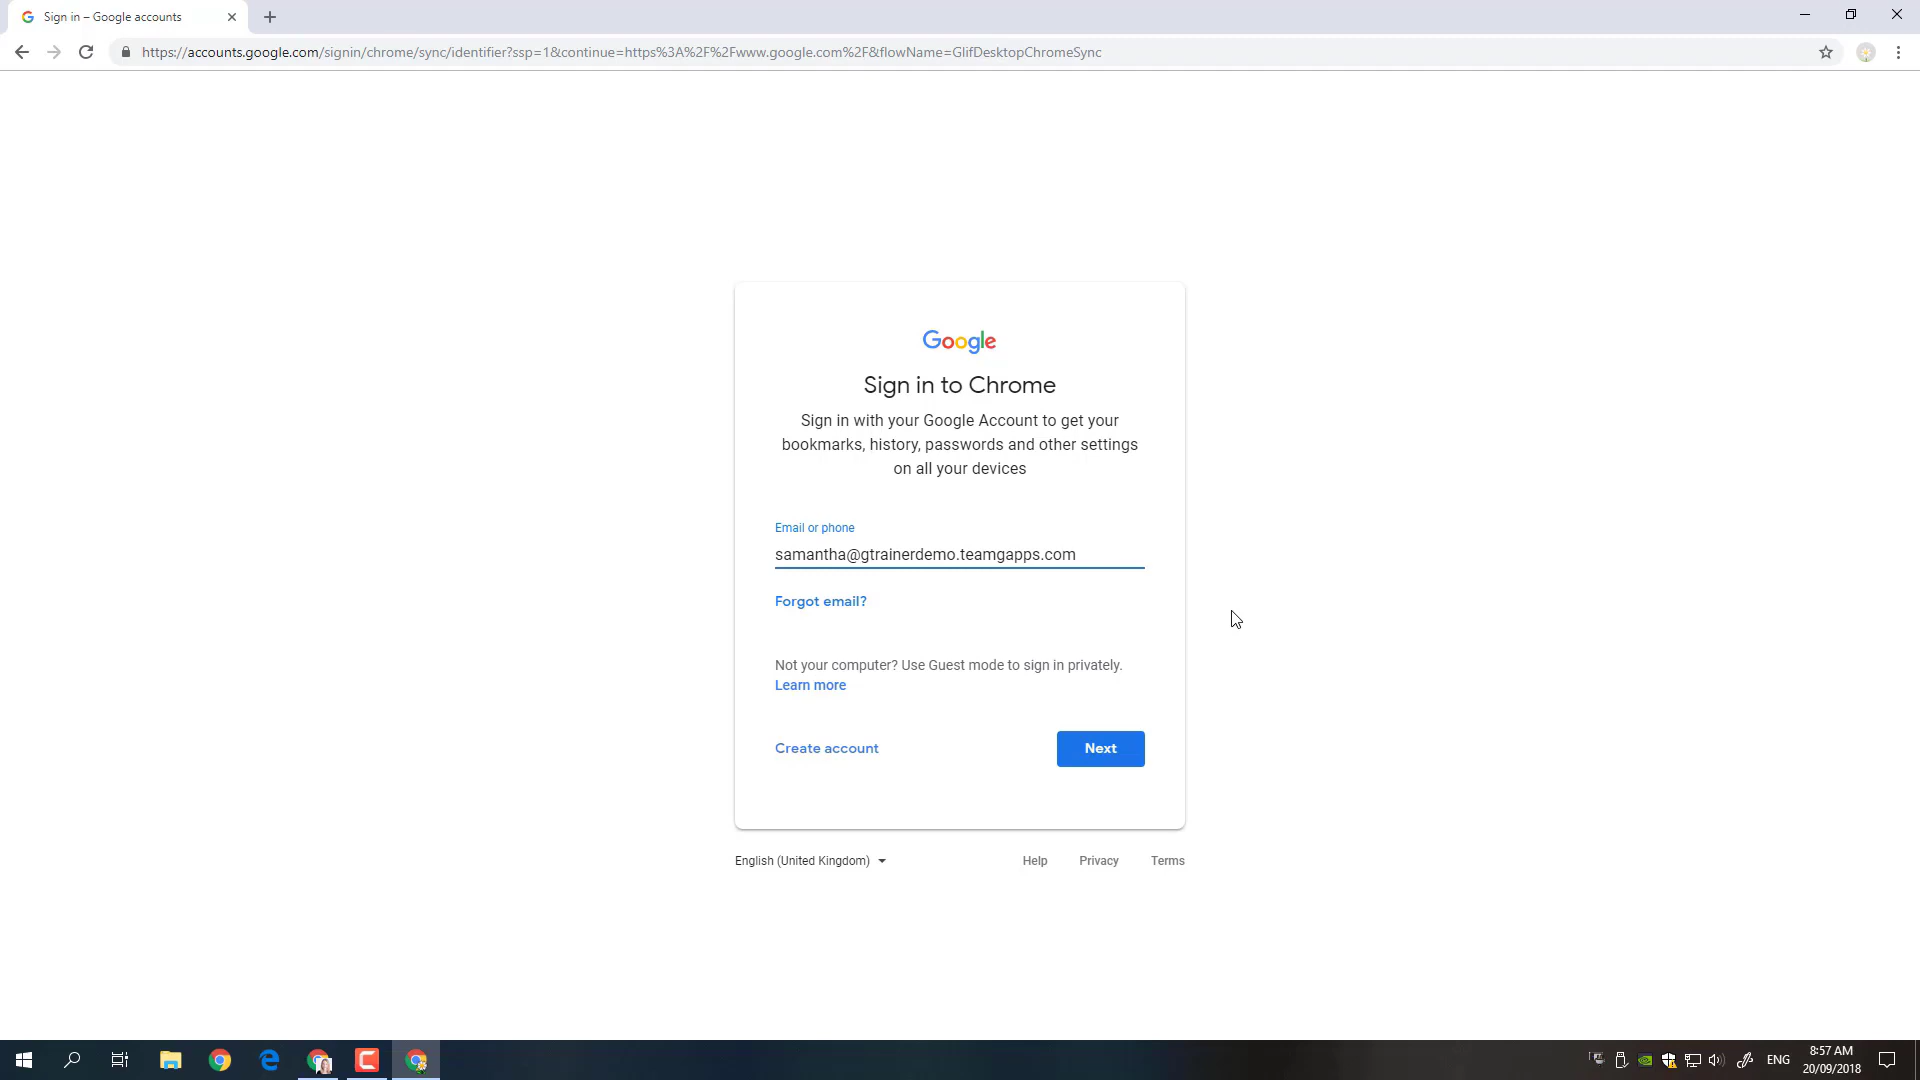 Sign in – Google accounts
https://accounts.google.com/signin/chrome/sync/identifier?ssp=1&continue=https%3A%2F%2Fwww.google.com%2F&flowName=GlifDesktopChromeSync
Google
Sign in to Chrome
Sign in with your Google Account to get your
bookmarks, history, passwords and other settings
on all your devices
Email or phone
samantha@gtrainerdemo.teamgapps.com
Forgot email?
Not your computer? Use Guest mode to sign in privately.
Learn more
Create account
Next
English (United Kingdom)
Help
Privacy
Terms
ENG
8:57 AM
20/09/2018